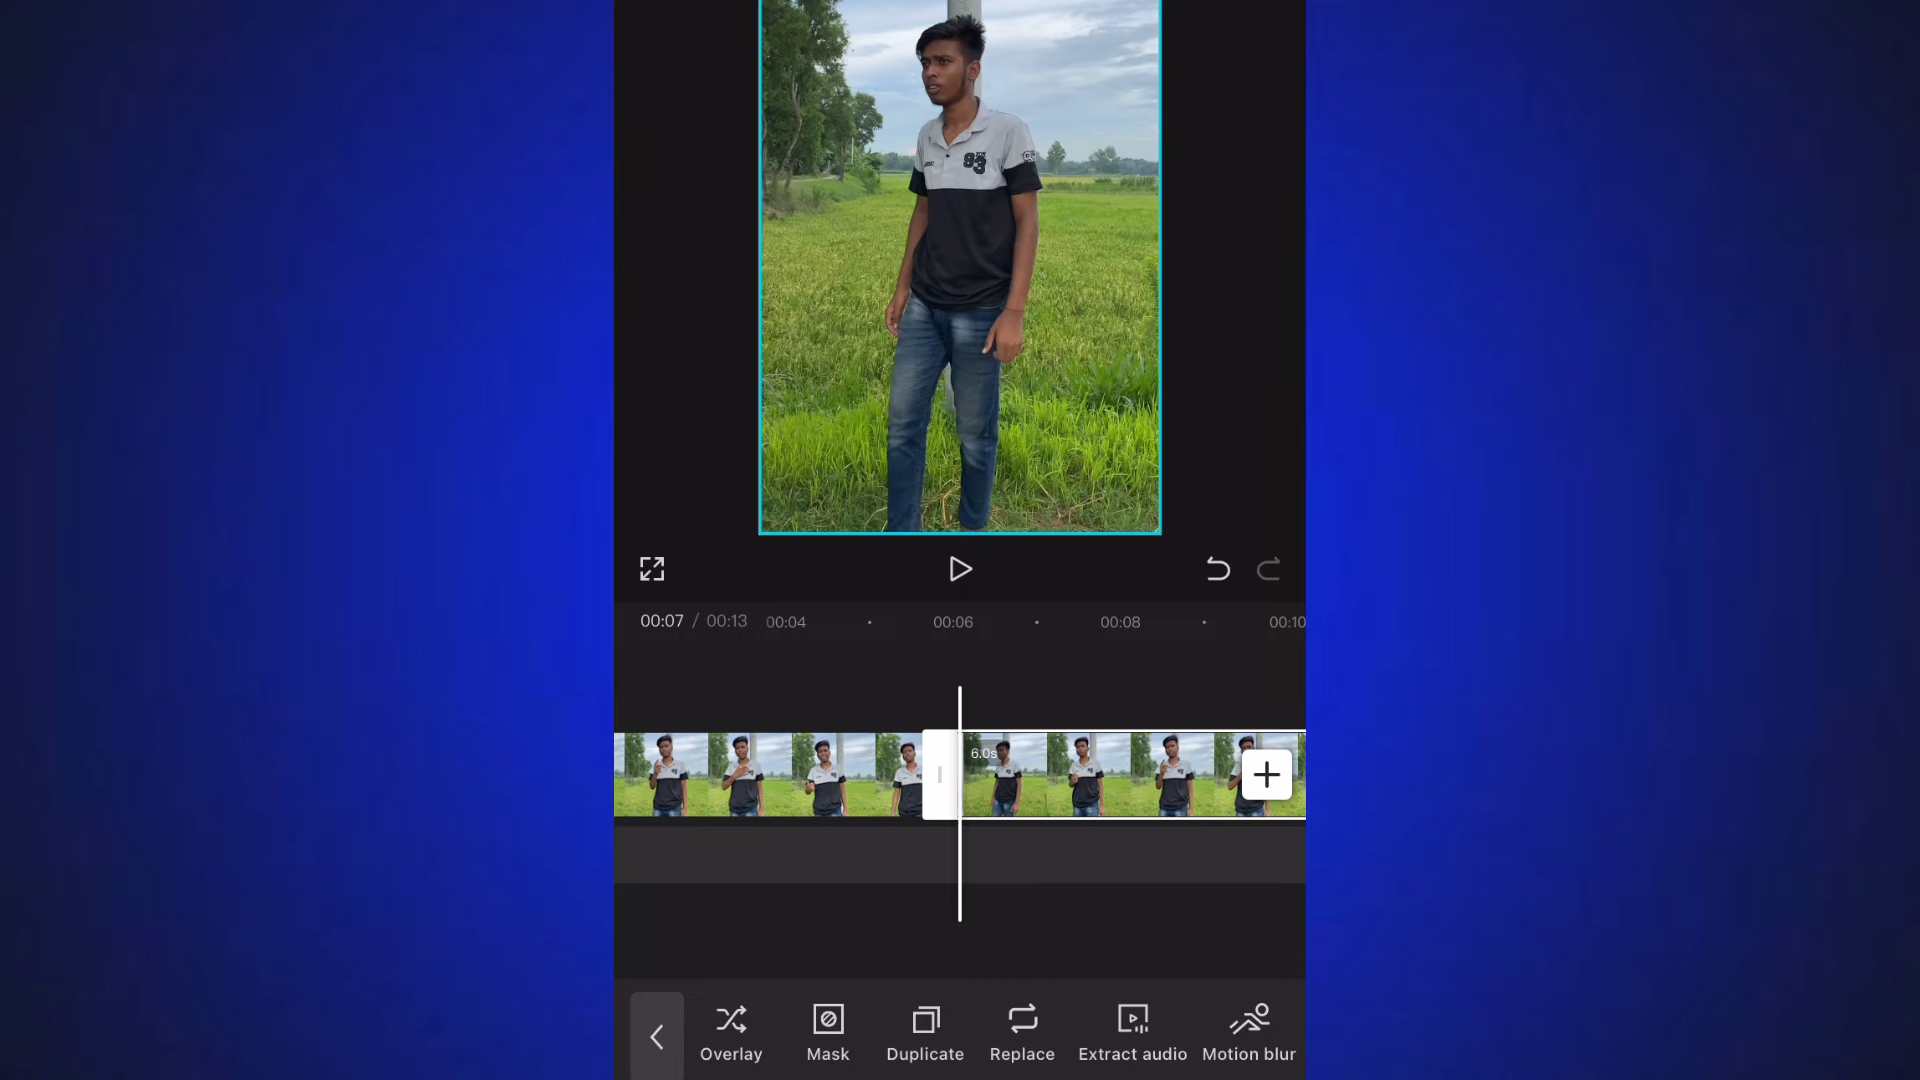 93
00:07 / 00:13 00:04 00:06 00:08 00:10
6.0s
Overlay Mask Duplicate Replace Extract audio Motion blur